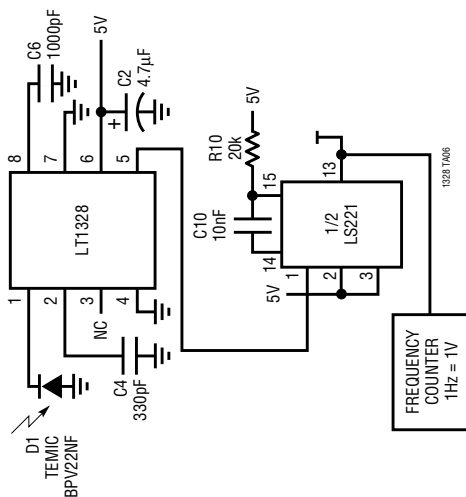 D1
TEMIC
BPV22NF
1
2
3
4
NC
C4
330pF
LT1328
8
7
6
5
C6
1000pF
5V
+
C2
4.7µF
5V
1
2
3
14
C10
10nF
15
R10
20k
5V
1/2
LS221
13
FREQUENCY
COUNTER
1Hz = 1V
1328 TA06